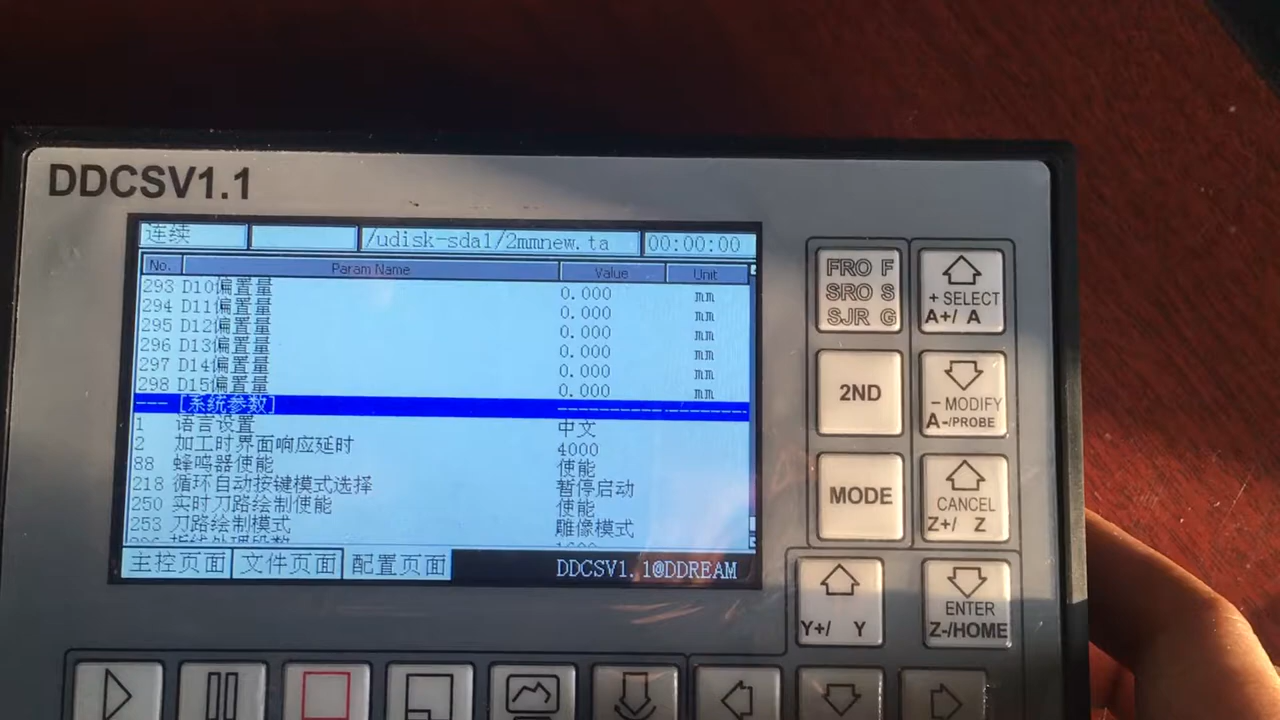 DDCSV1.1
连续 /udisk-sda1/2mmnew.ta 00:00:00
No. Param Name Value Unit
293 D10偏置量 0.000 mm
294 D11偏置量 0.000 mm
295 D12偏置量 0.000 mm
296 D13偏置量 0.000 mm
297 D14偏置量 0.000 mm
298 D15偏置量 0.000 mm
--- [系统参数] ---------- ----------
1 语言设置 中文
2 加工时界面响应延时 4000
88 蜂鸣器使能 使能
218 循环自动按键模式选择 暂停启动
250 实时刀路绘制使能 使能
253 刀路绘制模式 雕像模式
主控页面 文件页面 配置页面 DDCSV1.1@DDREAM
FRO F
SRO S
SJR G
+ SELECT
A+/ A
2ND
- MODIFY
A-/PROBE
MODE
CANCEL
Z+/ Z
Y+/ Y
ENTER
Z-/HOME